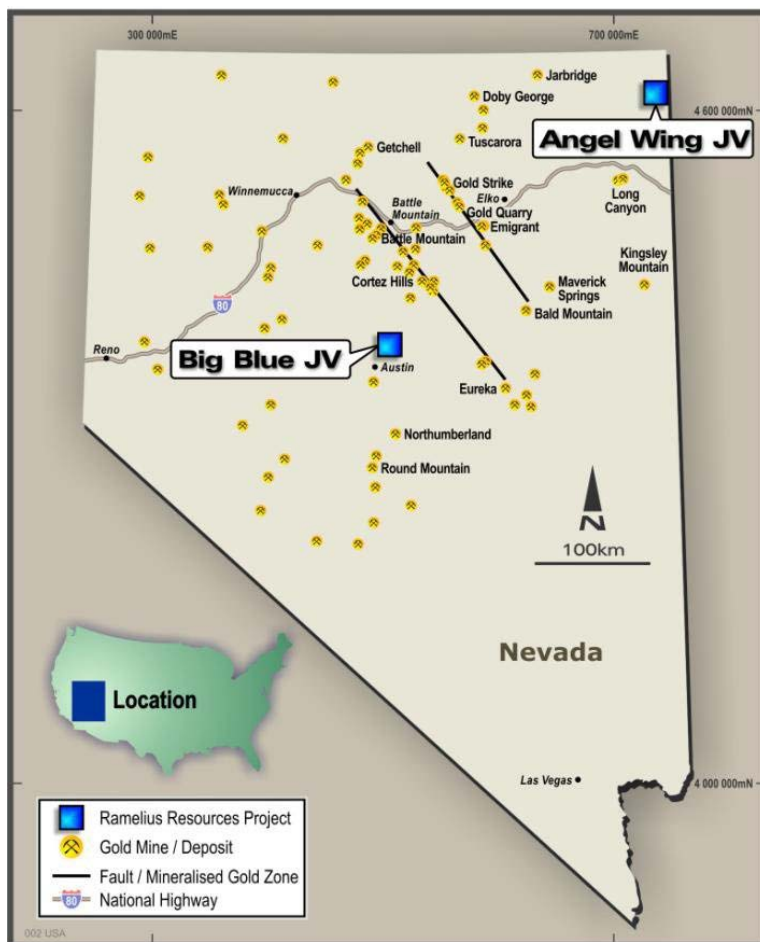 300 000mE
700 000mE
Jarbridge
Doby George
4 600 000mN
Angel Wing JV
Tuscarora
Getchell
Gold Strike
Winnemucca
Elko
Long
Canyon
Battle
Mountain
Gold Quarry
Emigrant
Battle Mountain
Kingsley
Mountain
Cortez Hills
Maverick
Springs
80
Bald Mountain
Reno
Big Blue JV
Austin
Eureka
Northumberland
Round Mountain
N
100km
Nevada
Location
Las Vegas
4 000 000mN
Ramelius Resources Project
Gold Mine / Deposit
Fault / Mineralised Gold Zone
80
National Highway
002 USA